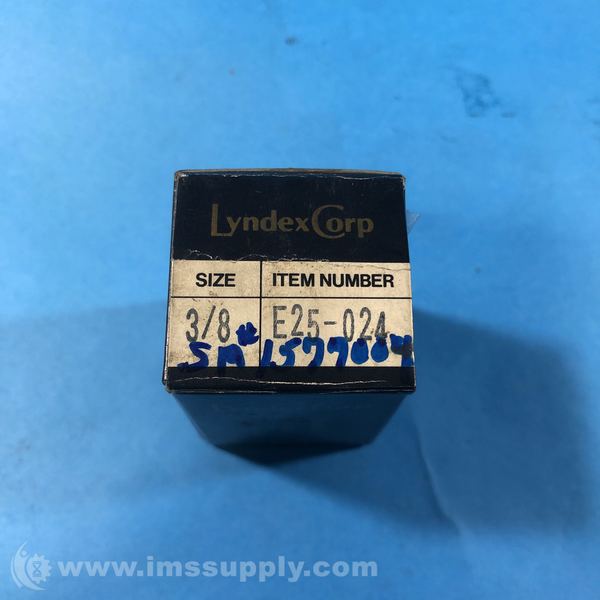 LyndexCorp
SIZE ITEM NUMBER
3/8 E25-024
SM# 1577004
www.imssupply.com